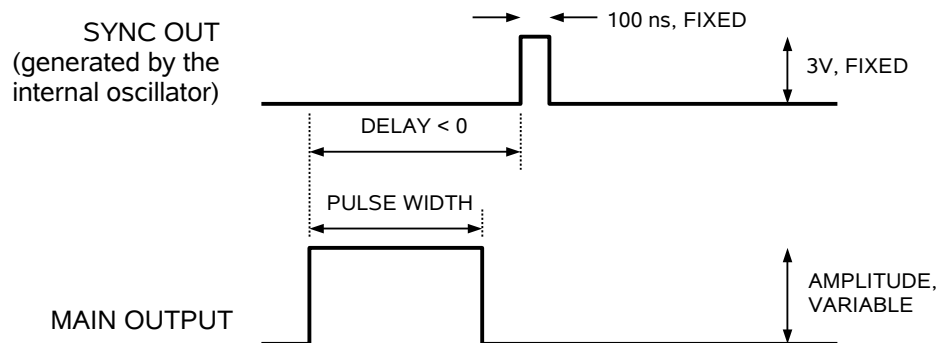 100 ns, FIXED
SYNC OUT
(generated by the
internal oscillator)
3V, FIXED
DELAY < 0
PULSE WIDTH
AMPLITUDE,
VARIABLE
MAIN OUTPUT